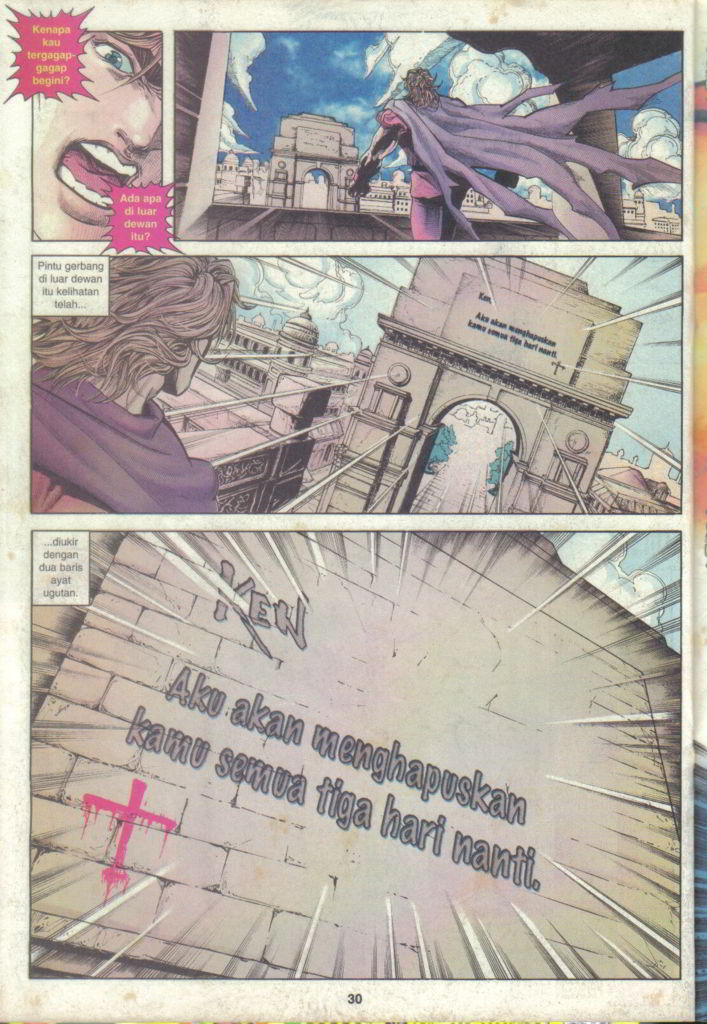 Kenapa
kau
tergagap-
gagap
begini?
Ada apa
di luar
dewan
itu?
Pintu gerbang
di luar dewan
itu kelihatan
telah...
Ken
Aku akan menghapuskan
kamu semua tiga hari nanti.
...diukir
dengan
dua baris
ayat
ugutan.
KEN
Aku akan menghapuskan
kamu semua tiga hari nanti.
30